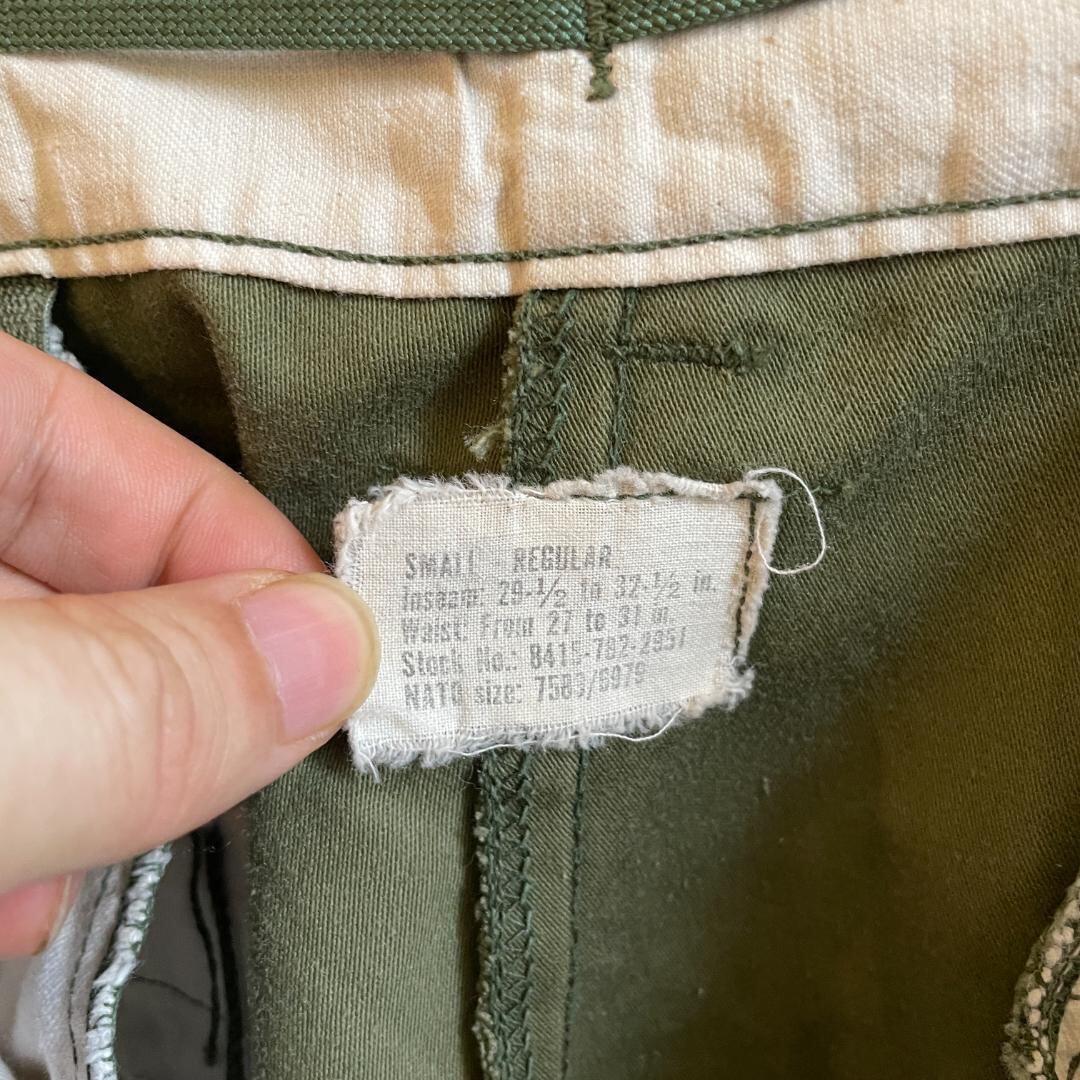 SMALL - REGULAR
Inseam: 29-1/2 to 32-1/2 in.
Waist: From 27 to 31 in.
Stock No.: 8415-782-2951
NATO size: 7583/6979